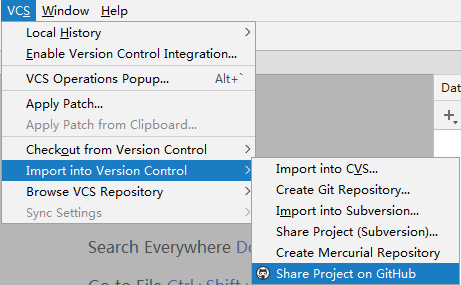 VCS Window Help
Local History
Enable Version Control Integration...
VCS Operations Popup... Alt+`
Apply Patch...
Apply Patch from Clipboard...
Checkout from Version Control
Import into Version Control
Browse VCS Repository
Sync Settings
Import into CVS...
Create Git Repository...
Import into Subversion...
Share Project (Subversion)...
Create Mercurial Repository
Share Project on GitHub
Dat
Search Everywhere Do
Go to File Ctrl+Shift+